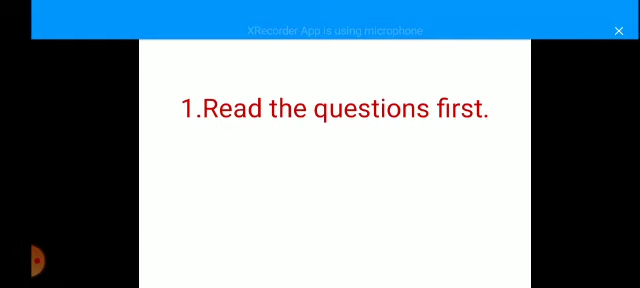 XRecorder App is using microphone
1.Read the questions first.